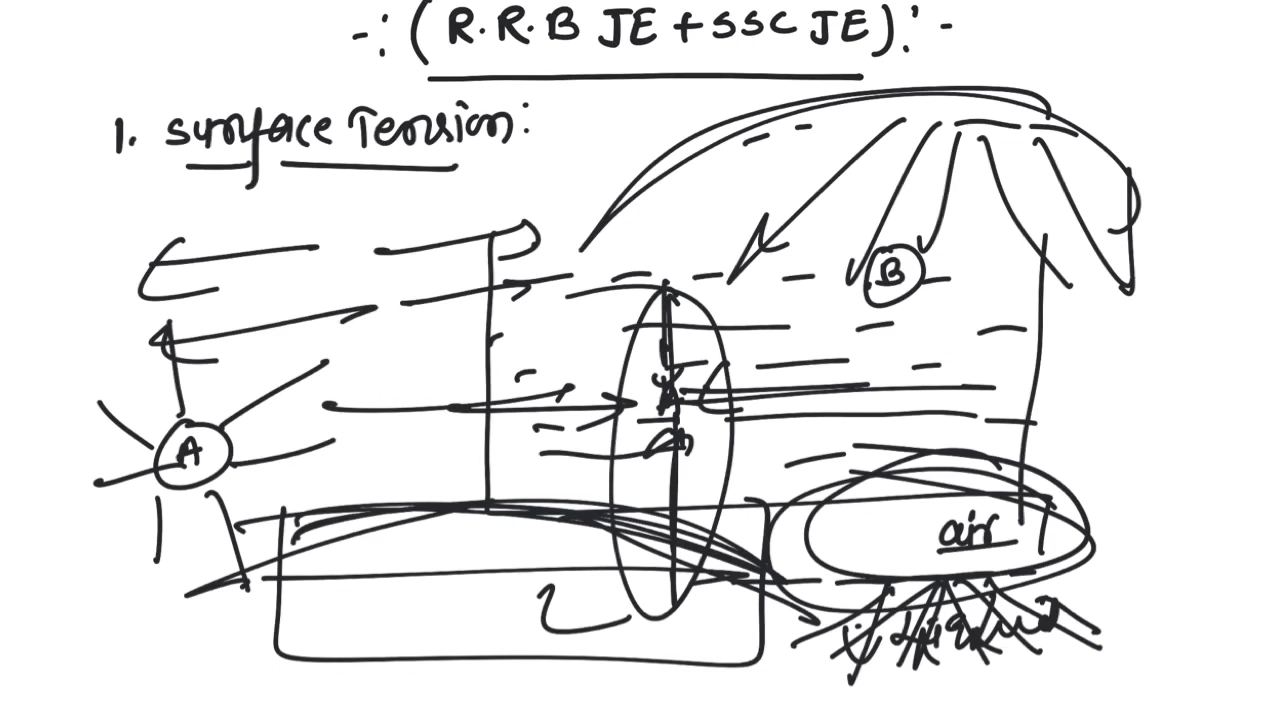 -: (R.R.B JE + SSC JE) :-
1. Surface Tension:
B
A
air